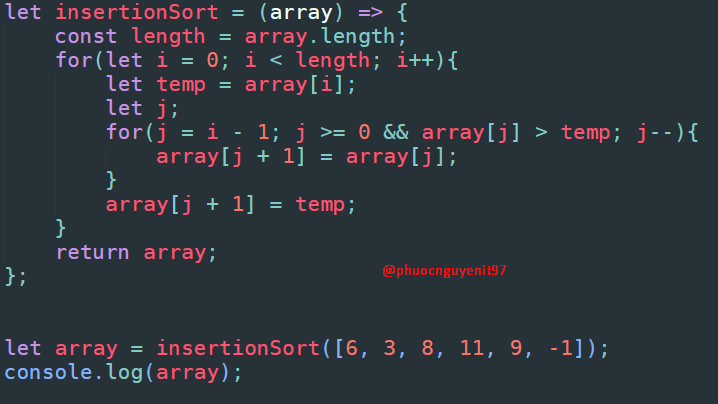 let insertionSort = (array) => {
    const length = array.length;
    for(let i = 0; i < length; i++){
        let temp = array[i];
        let j;
        for(j = i - 1; j >= 0 && array[j] > temp; j--){
            array[j + 1] = array[j];
        }
        array[j + 1] = temp;
    }
    return array;
};
@phuocnguyenit97
let array = insertionSort([6, 3, 8, 11, 9, -1]);
console.log(array);